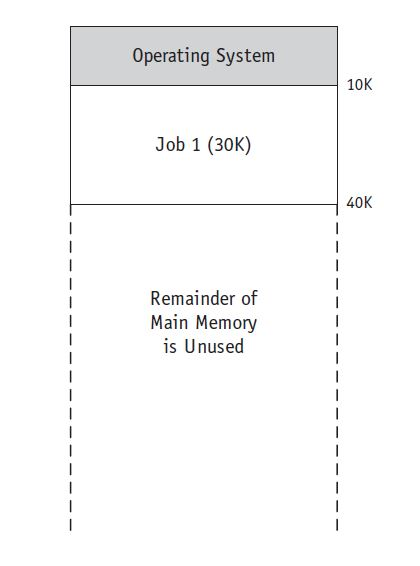 Operating System
10K
Job 1 (30K)
40K
Remainder of
Main Memory
is Unused